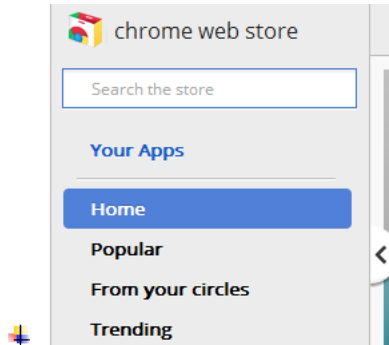 chrome web store
Search the store
Your Apps
Home
Popular
From your circles
Trending